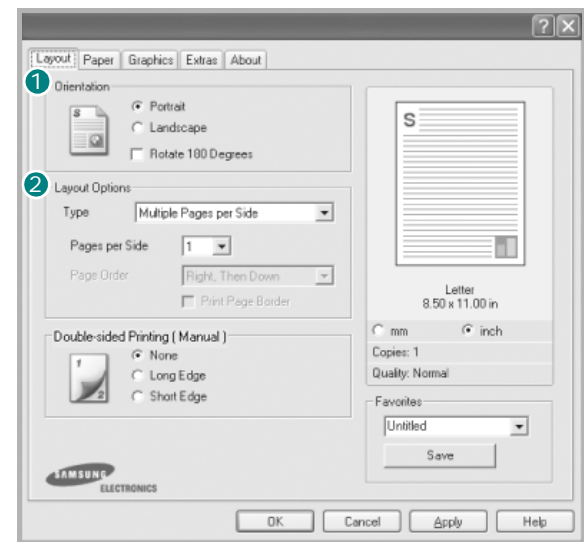 ? X
Layout Paper Graphics Extras About
1
Orientation
S
Portrait
Landscape
Rotate 180 Degrees
2
Layout Options
Type Multiple Pages per Side
Pages per Side 1
Page Order Right, Then Down
Print Page Border
Double-sided Printing ( Manual )
1
2
None
Long Edge
Short Edge
SAMSUNG
ELECTRONICS
S
Letter
8.50 x 11.00 in
mm inch
Copies: 1
Quality: Normal
Favorites
Untitled
Save
OK Cancel Apply Help